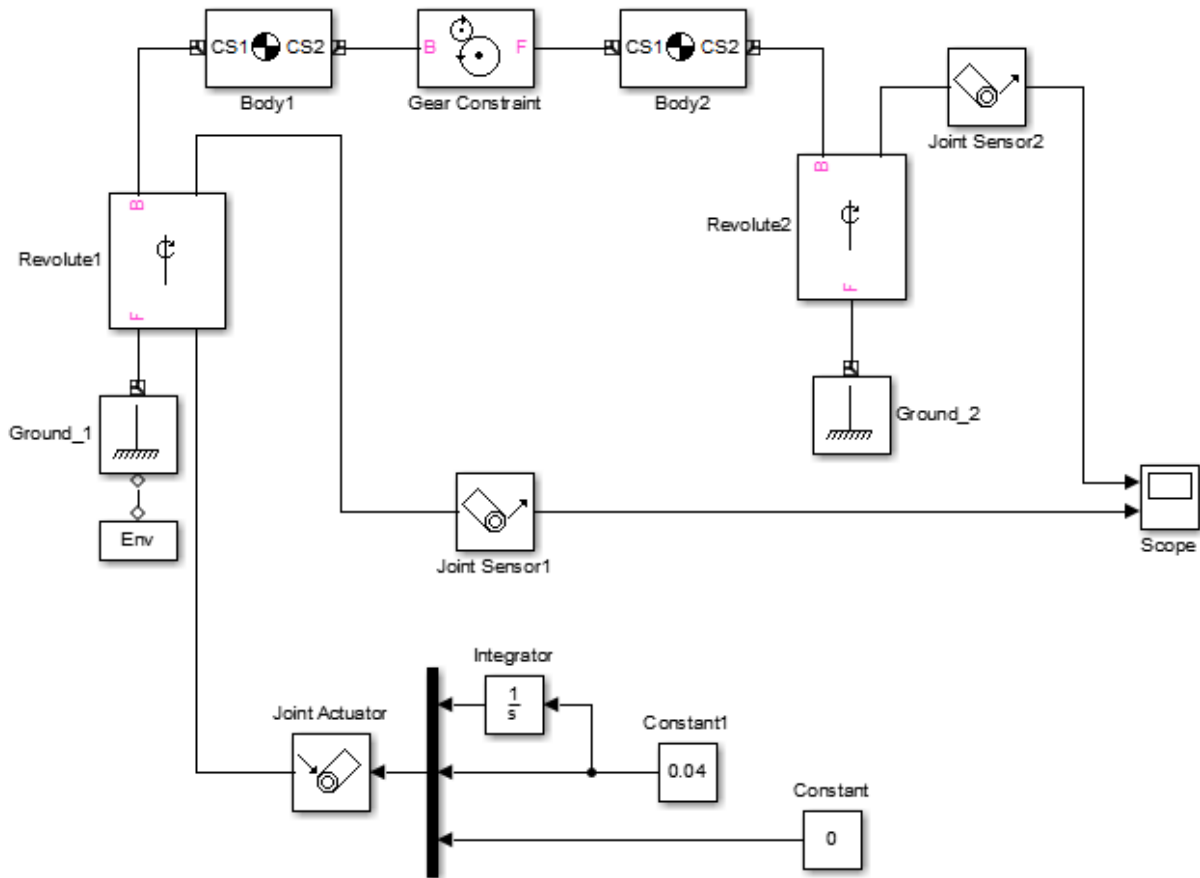 CS1 CS2
Body1
B F
Gear Constraint
CS1 CS2
Body2
Joint Sensor2
B
Revolute1
F
B
Revolute2
F
Ground_1
Env
Ground_2
Joint Sensor1
Scope
Integrator
1
s
Joint Actuator
Constant1
0.04
Constant
0